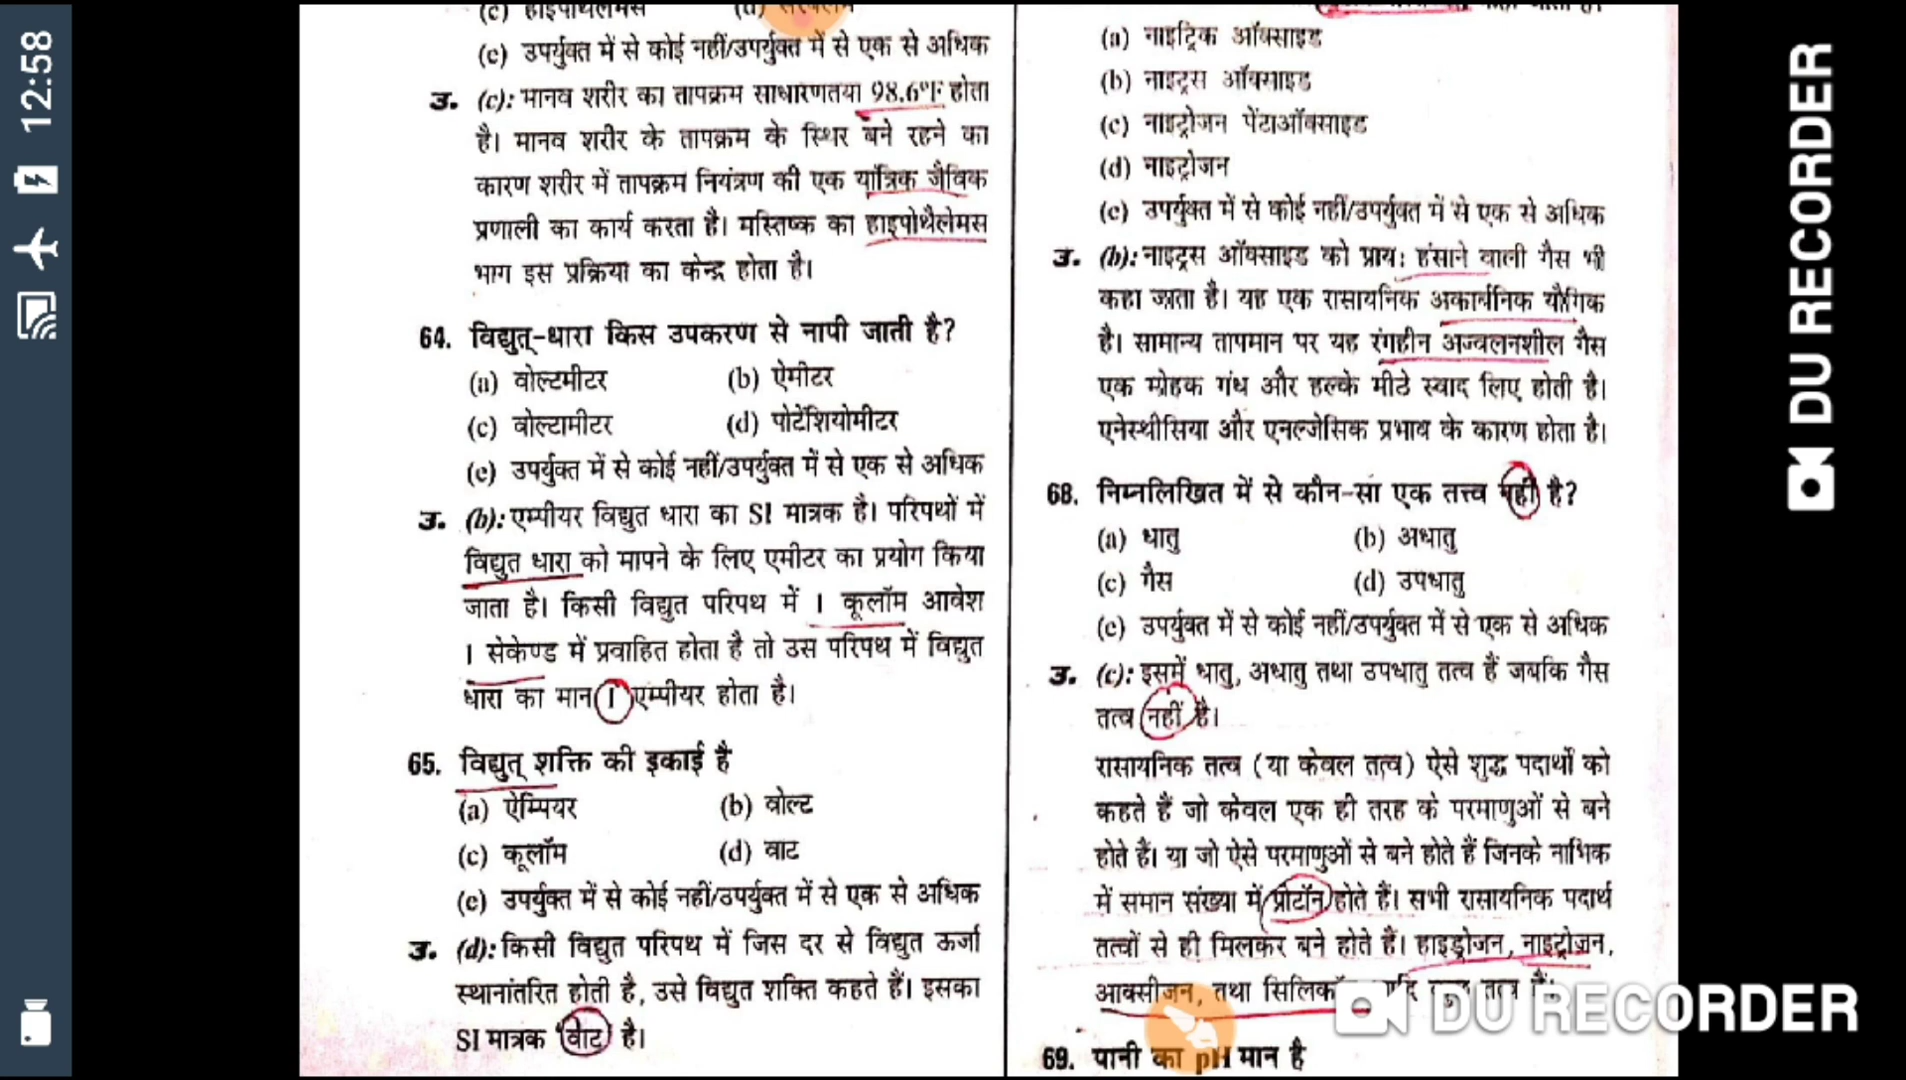 12:58
(c) हाइपोथैलेमस
(e) उपर्युक्त में से कोई नहीं/उपर्युक्त में से एक से अधिक
उ. (c): मानव शरीर का तापक्रम साधारणतया 98.6°F होता
है। मानव शरीर के तापक्रम के स्थिर बने रहने का
कारण शरीर में तापक्रम नियंत्रण की एक यांत्रिक जैविक
प्रणाली का कार्य करता है। मस्तिष्क का हाइपोथैलेमस
भाग इस प्रक्रिया का केन्द्र होता है।
64. विद्युत्-धारा किस उपकरण से नापी जाती है?
(a) वोल्टमीटर (b) ऐमीटर
(c) वोल्टामीटर (d) पोटेंशियोमीटर
(e) उपर्युक्त में से कोई नहीं/उपर्युक्त में से एक से अधिक
उ. (b): एम्पीयर विद्युत धारा का SI मात्रक है। परिपथों में
विद्युत धारा को मापने के लिए एमीटर का प्रयोग किया
जाता है। किसी विद्युत परिपथ में 1 कूलॉम आवेश
1 सेकेण्ड में प्रवाहित होता है तो उस परिपथ में विद्युत
धारा का मान 1 एम्पीयर होता है।
65. विद्युत् शक्ति की इकाई है
(a) ऐम्पियर (b) वोल्ट
(c) कूलॉम (d) वाट
(e) उपर्युक्त में से कोई नहीं/उपर्युक्त में से एक से अधिक
उ. (d): किसी विद्युत परिपथ में जिस दर से विद्युत ऊर्जा
स्थानांतरित होती है, उसे विद्युत शक्ति कहते हैं। इसका
SI मात्रक 'वाट' है।
(a) नाइट्रिक ऑक्साइड
(b) नाइट्रस ऑक्साइड
(c) नाइट्रोजन पेंटाऑक्साइड
(d) नाइट्रोजन
(e) उपर्युक्त में से कोई नहीं/उपर्युक्त में से एक से अधिक
उ. (b): नाइट्रस ऑक्साइड को प्राय: हंसाने वाली गैस भी
कहा जाता है। यह एक रासायनिक अकार्बनिक यौगिक
है। सामान्य तापमान पर यह रंगहीन अज्वलनशील गैस
एक मोहक गंध और हल्के मीठे स्वाद लिए होती है।
एनेस्थीसिया और एनल्जेसिक प्रभाव के कारण होता है।
68. निम्नलिखित में से कौन-सा एक तत्त्व नहीं है?
(a) धातु (b) अधातु
(c) गैस (d) उपधातु
(e) उपर्युक्त में से कोई नहीं/उपर्युक्त में से एक से अधिक
उ. (c): इसमें धातु, अधातु तथा उपधातु तत्व हैं जबकि गैस
तत्व नहीं है।
रासायनिक तत्व (या केवल तत्व) ऐसे शुद्ध पदार्थों को
कहते हैं जो केवल एक ही तरह के परमाणुओं से बने
होते हैं। या जो ऐसे परमाणुओं से बने होते हैं जिनके नाभिक
में समान संख्या में प्रोटॉन होते हैं। सभी रासायनिक पदार्थ
तत्वों से ही मिलकर बने होते हैं। हाइड्रोजन, नाइट्रोजन,
आक्सीजन, तथा
69. पानी का pH मान है
DU RECORDER
DU RECORDER